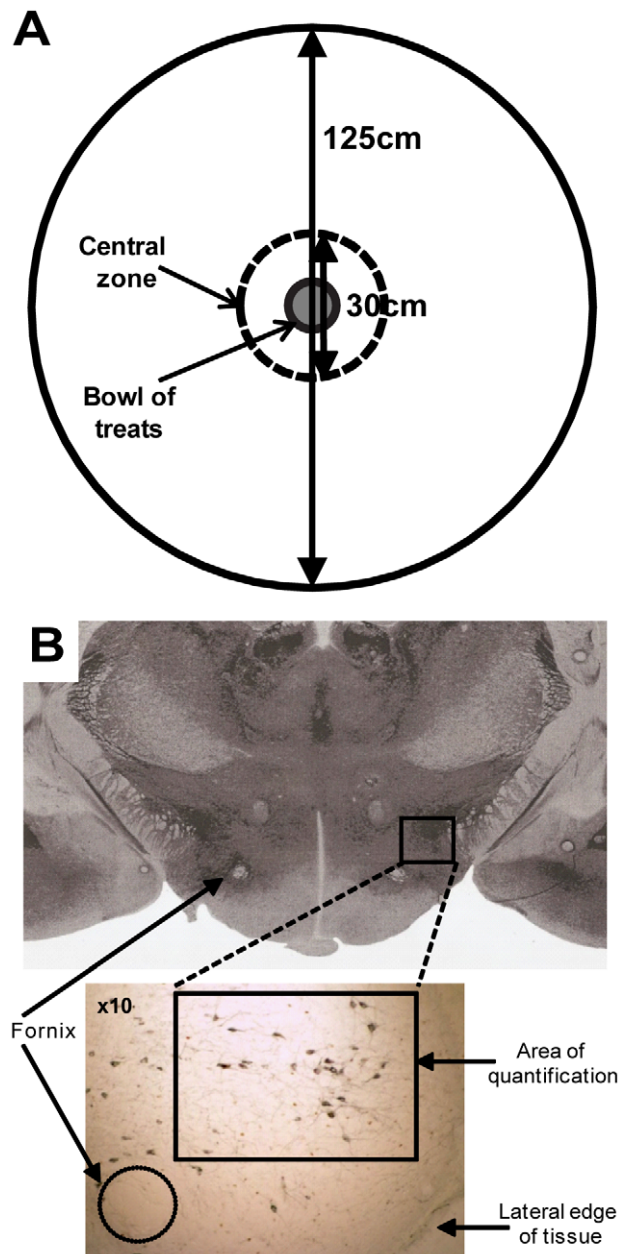 A
125cm
Central
zone
30cm
Bowl of
treats
B
x10
Fornix
Area of
quantification
Lateral edge
of tissue